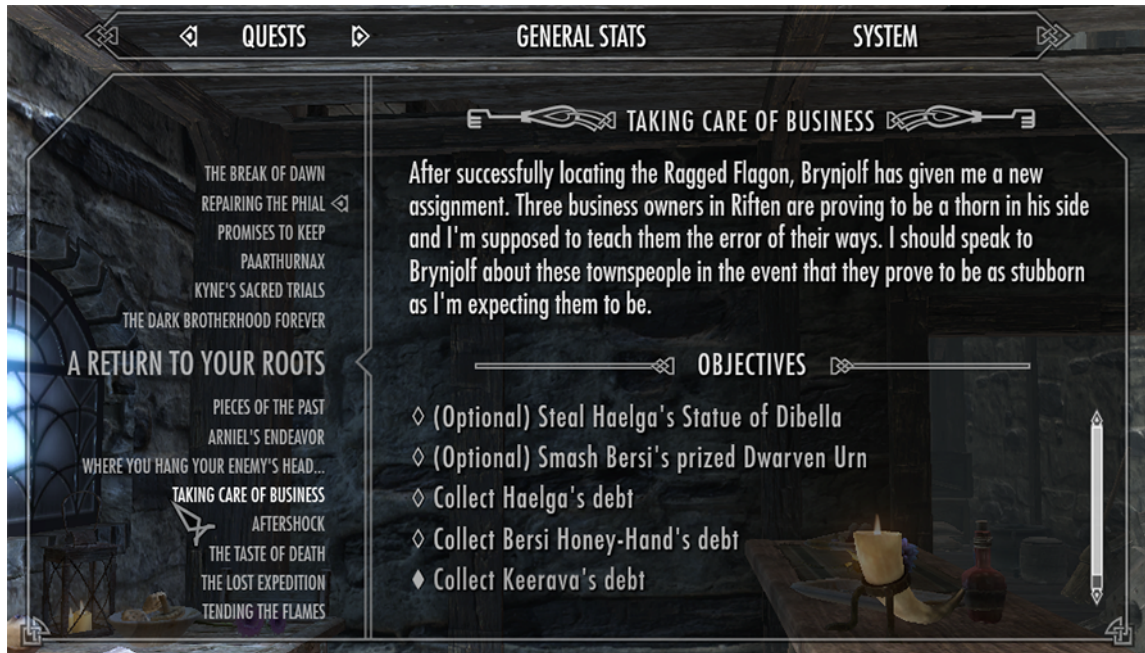 QUESTS
GENERAL STATS
SYSTEM
THE BREAK OF DAWN
REPAIRING THE PHIAL
PROMISES TO KEEP
PAARTHURNAX
KYNE'S SACRED TRIALS
THE DARK BROTHERHOOD FOREVER
A RETURN TO YOUR ROOTS
PIECES OF THE PAST
ARNIEL'S ENDEAVOR
WHERE YOU HANG YOUR ENEMY'S HEAD...
TAKING CARE OF BUSINESS
AFTERSHOCK
THE TASTE OF DEATH
THE LOST EXPEDITION
TENDING THE FLAMES
TAKING CARE OF BUSINESS
After successfully locating the Ragged Flagon, Brynjolf has given me a new
assignment. Three business owners in Riften are proving to be a thorn in his side
and I'm supposed to teach them the error of their ways. I should speak to
Brynjolf about these townspeople in the event that they prove to be as stubborn
as I'm expecting them to be.
OBJECTIVES
(Optional) Steal Haelga's Statue of Dibella
(Optional) Smash Bersi's prized Dwarven Urn
Collect Haelga's debt
Collect Bersi Honey-Hand's debt
Collect Keerava's debt